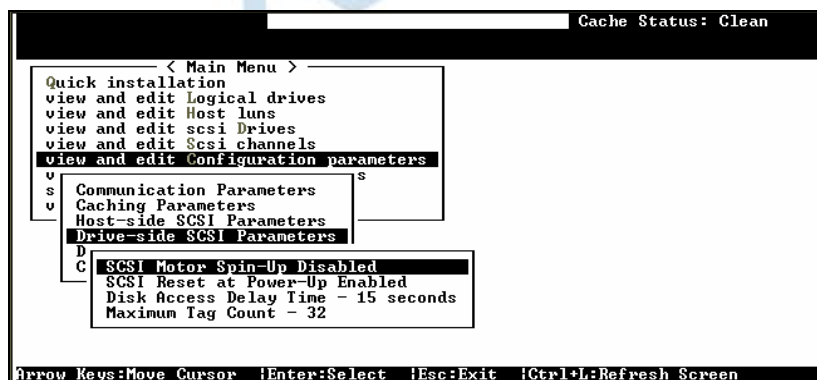 Cache Status: Clean
< Main Menu >
Quick installation
view and edit Logical drives
view and edit Host luns
view and edit scsi Drives
view and edit Scsi channels
view and edit Configuration parameters
v s
s Communication Parameters
v Caching Parameters
Host-side SCSI Parameters
Drive-side SCSI Parameters
D
C SCSI Motor Spin-Up Disabled
SCSI Reset at Power-Up Enabled
Disk Access Delay Time - 15 seconds
Maximum Tag Count - 32
Arrow Keys:Move Cursor |Enter:Select |Esc:Exit |Ctrl+L:Refresh Screen